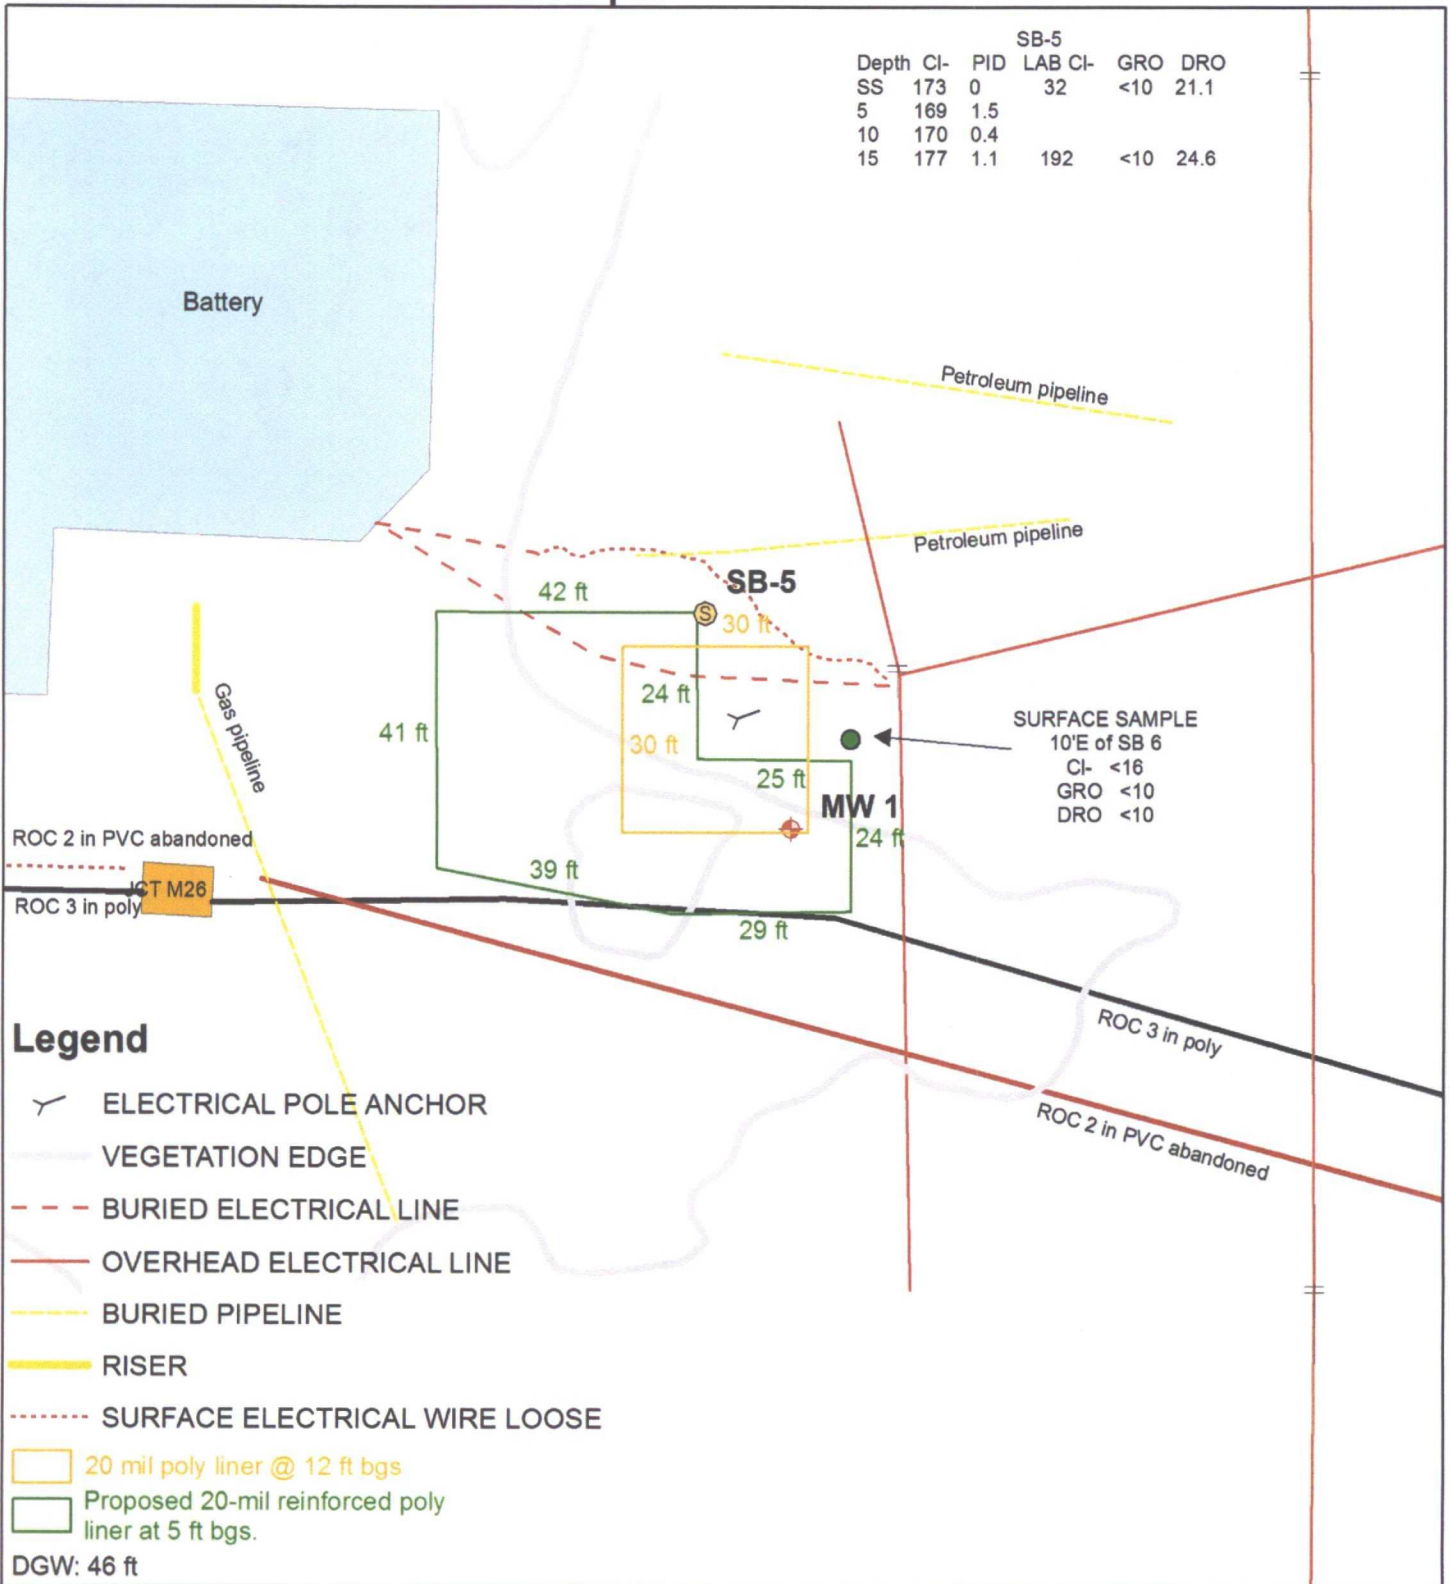 SB-5
Depth Cl- PID LAB Cl- GRO DRO
SS 173 0 32 <10 21.1
5 169 1.5
10 170 0.4
15 177 1.1 192 <10 24.6
Battery
Petroleum pipeline
Petroleum pipeline
SB-5
42 ft
S
30 ft
24 ft
41 ft
30 ft
25 ft
Gas pipeline
SURFACE SAMPLE
10'E of SB 6
Cl- <16
GRO <10
DRO <10
MW 1
24 ft
ROC 2 in PVC abandoned
39 ft
JCT M26
ROC 3 in poly
29 ft
ROC 3 in poly
ROC 2 in PVC abandoned
Legend
ELECTRICAL POLE ANCHOR
VEGETATION EDGE
BURIED ELECTRICAL LINE
OVERHEAD ELECTRICAL LINE
BURIED PIPELINE
RISER
SURFACE ELECTRICAL WIRE LOOSE
20 mil poly liner @ 12 ft bgs
Proposed 20-mil reinforced poly
liner at 5 ft bgs.
DGW: 46 ft